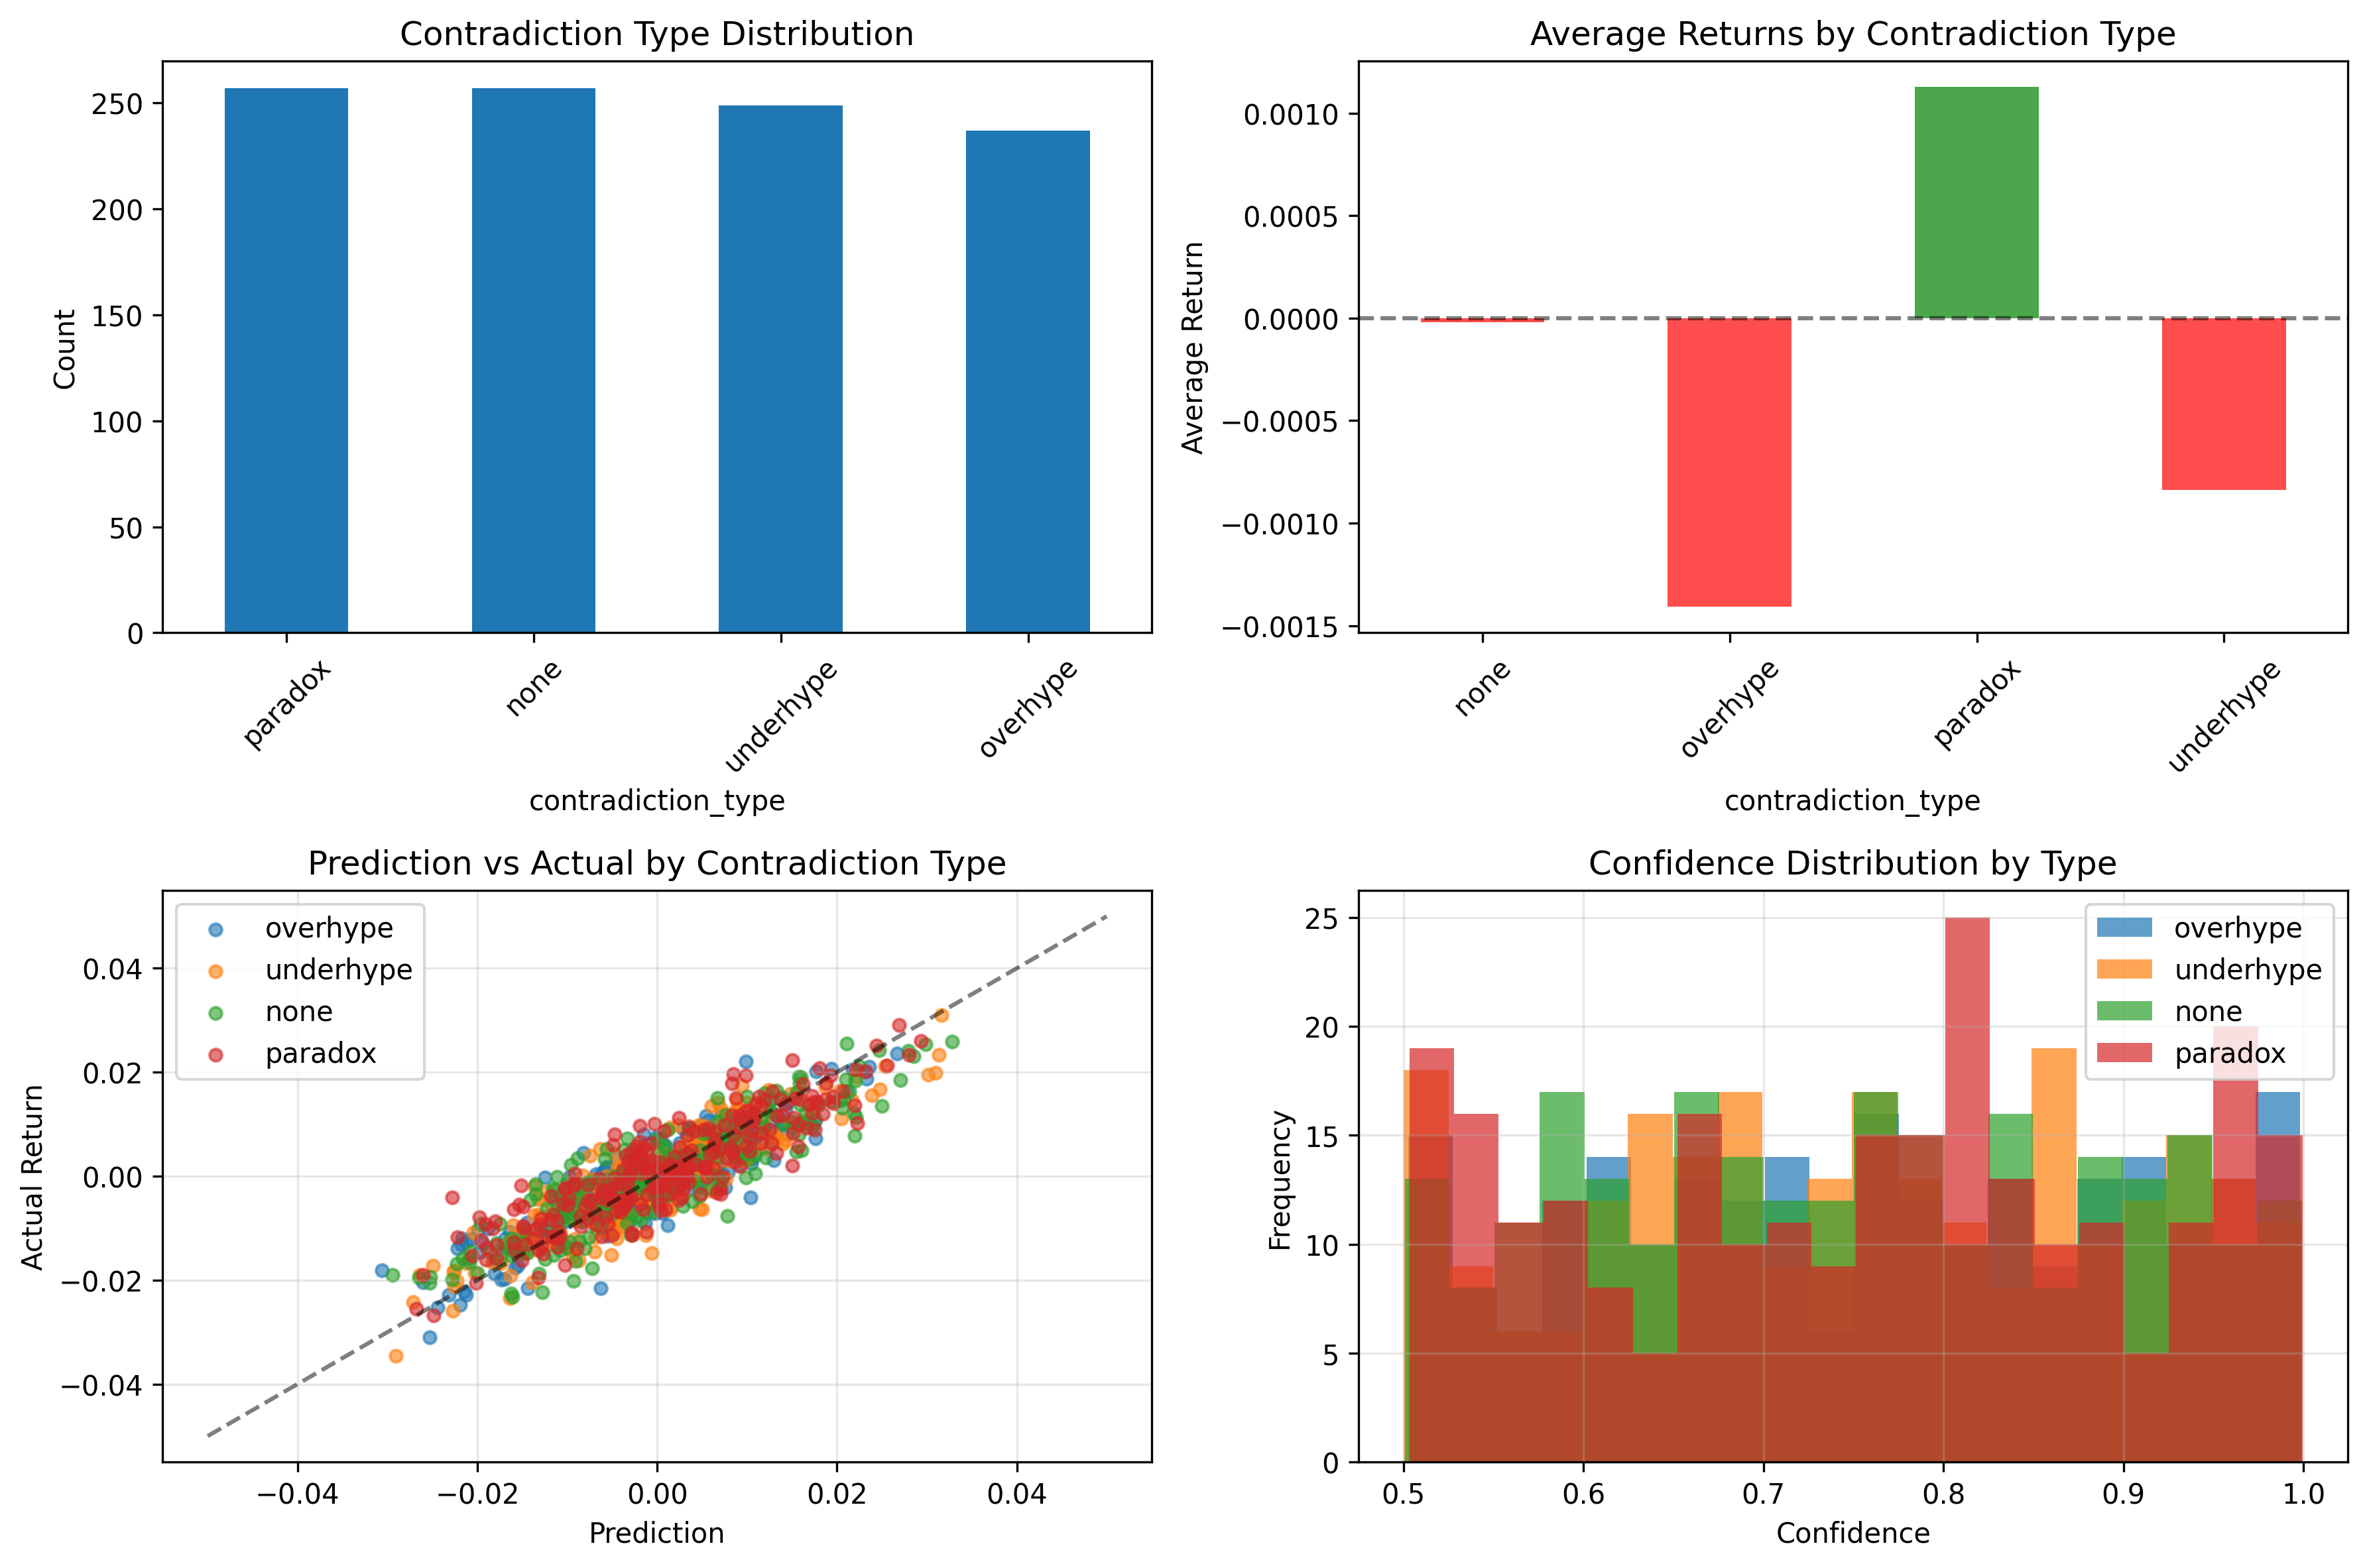 Contradiction Type Distribution
Count
250
200
150
100
50
0
paradox
none
underhype
overhype
contradiction_type
Average Returns by Contradiction Type
Average Return
0.0010
0.0005
0.0000
−0.0005
−0.0010
−0.0015
none
overhype
paradox
underhype
contradiction_type
Prediction vs Actual by Contradiction Type
overhype
underhype
none
paradox
Actual Return
0.04
0.02
0.00
−0.02
−0.04
−0.04
−0.02
0.00
0.02
0.04
Prediction
Confidence Distribution by Type
overhype
underhype
none
paradox
Frequency
25
20
15
10
5
0
0.5
0.6
0.7
0.8
0.9
1.0
Confidence